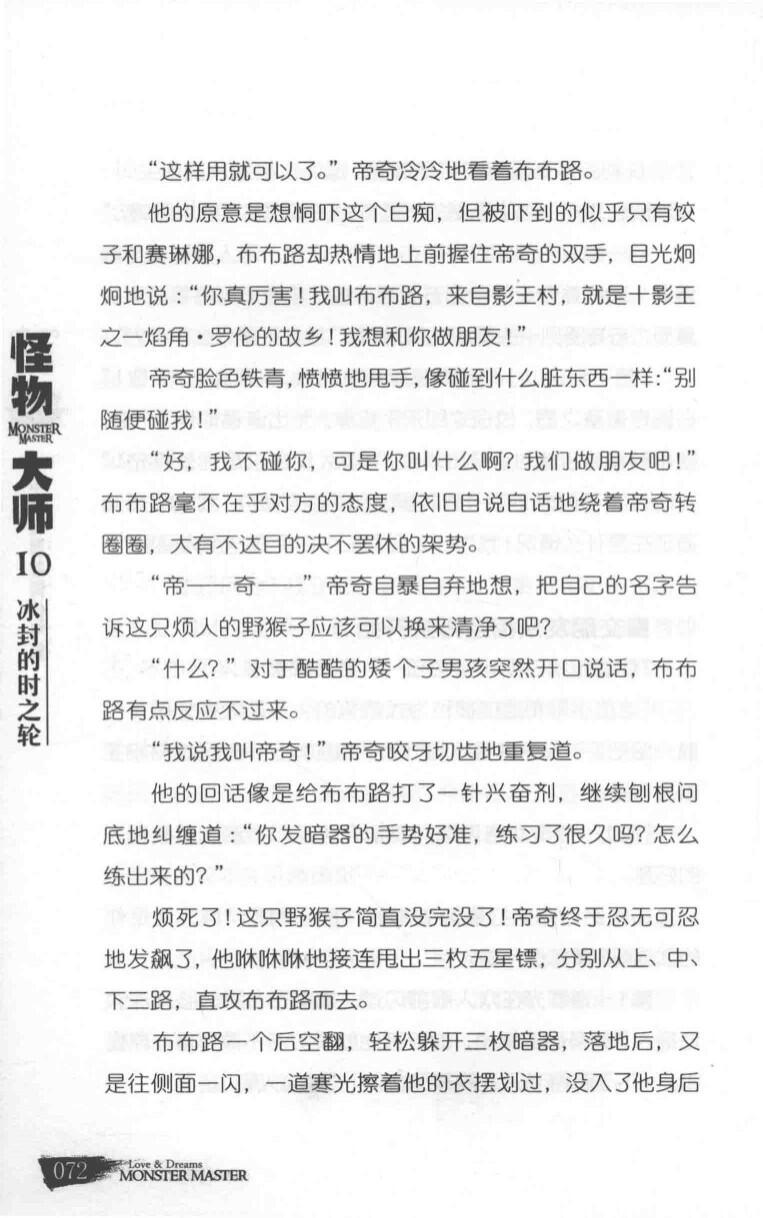 “这样用就可以了。”帝奇冷冷地看着布布路。
他的原意是想恫吓这个白痴，但被吓到的似乎只有饺
子和赛琳娜，布布路却热情地上前握住帝奇的双手，目光炯
炯地说：“你真厉害！我叫布布路，来自影王村，就是十影王
之一焰角·罗伦的故乡！我想和你做朋友！”
帝奇脸色铁青，愤愤地甩手，像碰到什么脏东西一样：“别
随便碰我！”
“好，我不碰你，可是你叫什么啊？我们做朋友吧！”
布布路毫不在乎对方的态度，依旧自说自话地绕着帝奇转
圈圈，大有不达目的决不罢休的架势。
“帝——奇——”帝奇自暴自弃地想，把自己的名字告
诉这只烦人的野猴子应该可以换来清净了吧？
“什么？”对于酷酷的矮个子男孩突然开口说话，布布
路有点反应不过来。
“我说我叫帝奇！”帝奇咬牙切齿地重复道。
他的回话像是给布布路打了一针兴奋剂，继续刨根问
底地纠缠道：“你发暗器的手势好准，练习了很久吗？怎么
练出来的？”
烦死了！这只野猴子简直没完没了！帝奇终于忍无可忍
地发飙了，他咻咻咻地接连甩出三枚五星镖，分别从上、中、
下三路，直攻布布路而去。
布布路一个后空翻，轻松躲开三枚暗器，落地后，又
是往侧面一闪，一道寒光擦着他的衣摆划过，没入了他身后
怪物
MONSTER
MASTER
大师
10
冰封的时之轮
072
Love & Dreams
MONSTER MASTER